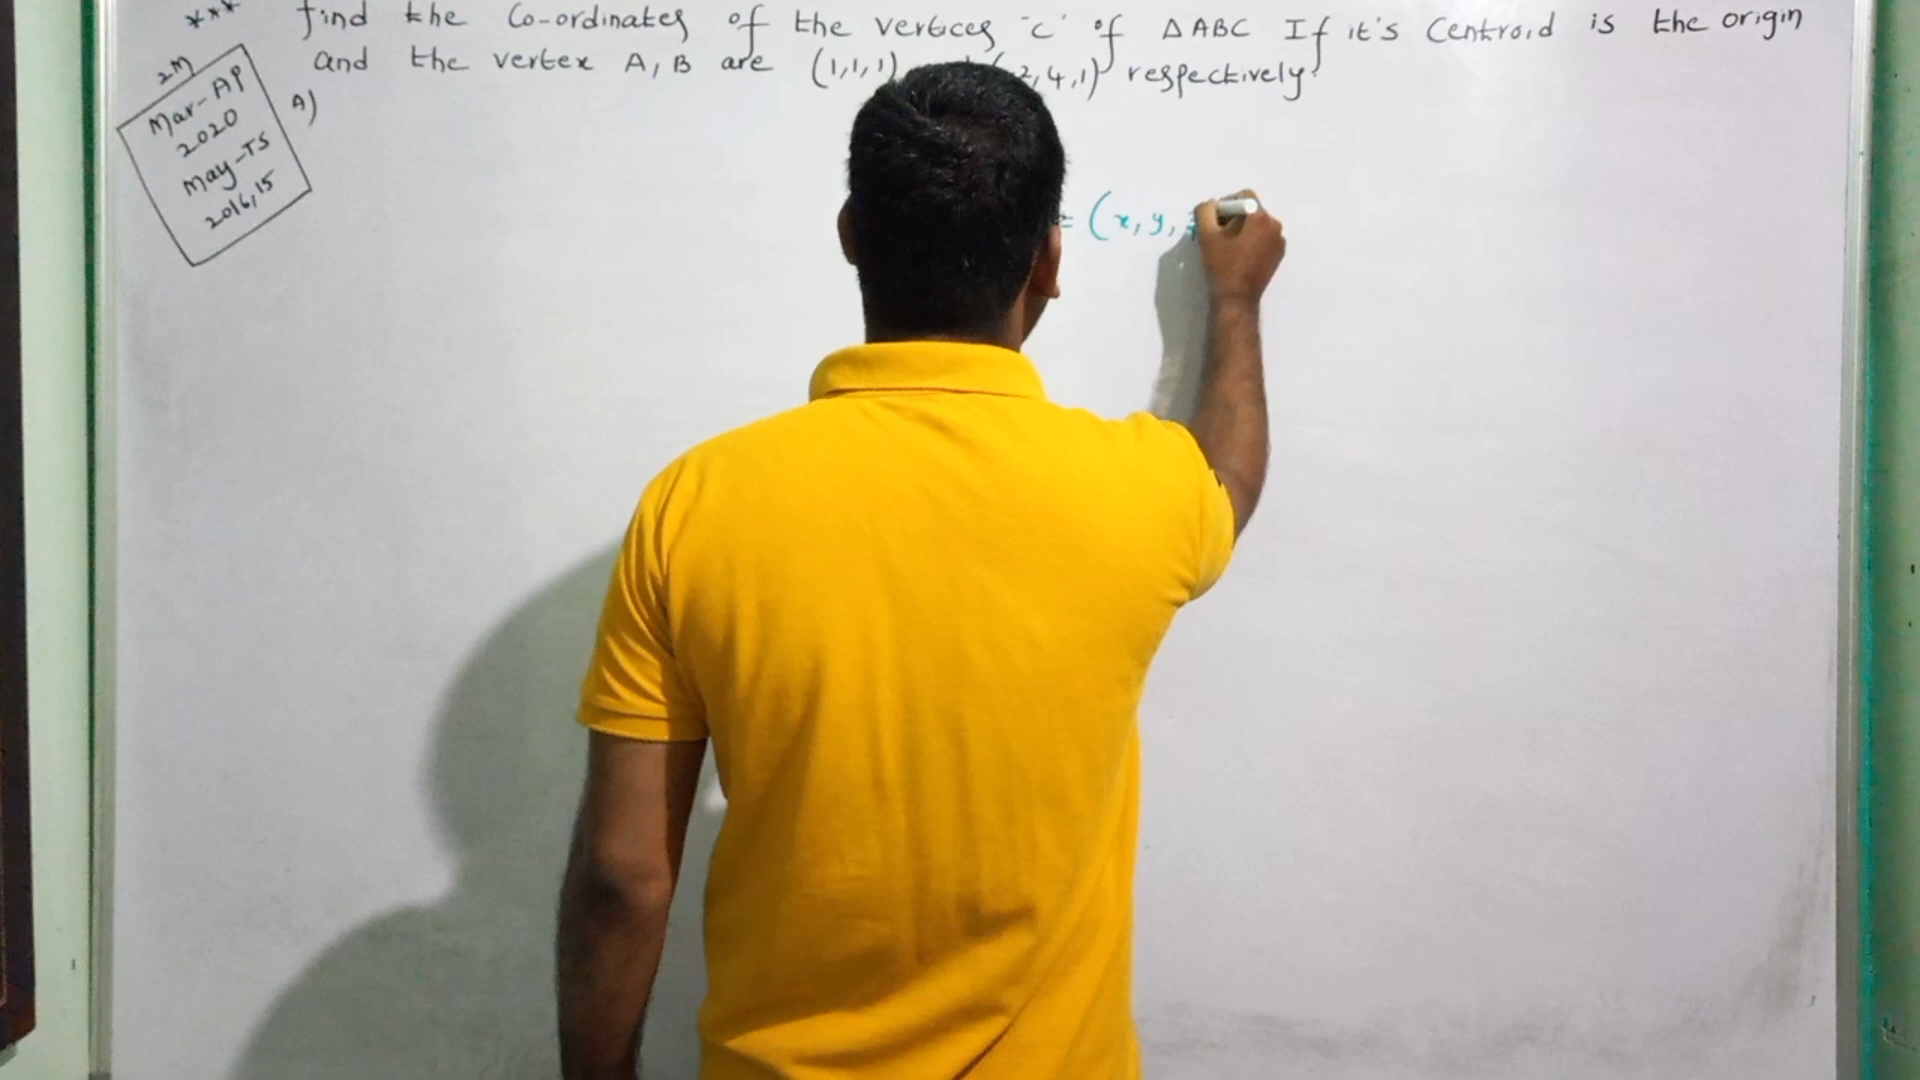 *** Find the Co-ordinates of the vertices 'C' of △ABC If it's Centroid is the origin
and the vertex A, B are (1,1,1) 2,4,1) respectively?
2M
Mar-AP
2020
May-TS
2016,15
A)
= (x, y,